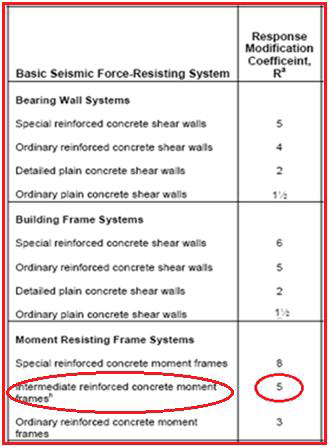 Basic Seismic Force-Resisting System
Response
Modification
Coefficeint,
Rᵃ
Bearing Wall Systems
Special reinforced concrete shear walls 5
Ordinary reinforced concrete shear walls 4
Detailed plain concrete shear walls 2
Ordinary plain concrete shear walls 1½
Building Frame Systems
Special reinforced concrete shear walls 6
Ordinary reinforced concrete shear walls 5
Detailed plain concrete shear walls 2
Ordinary plain concrete shear walls 1½
Moment Resisting Frame Systems
Special reinforced concrete moment frames 8
Intermediate reinforced concrete moment 5
framesʰ
Ordinary reinforced concrete moment 3
frames